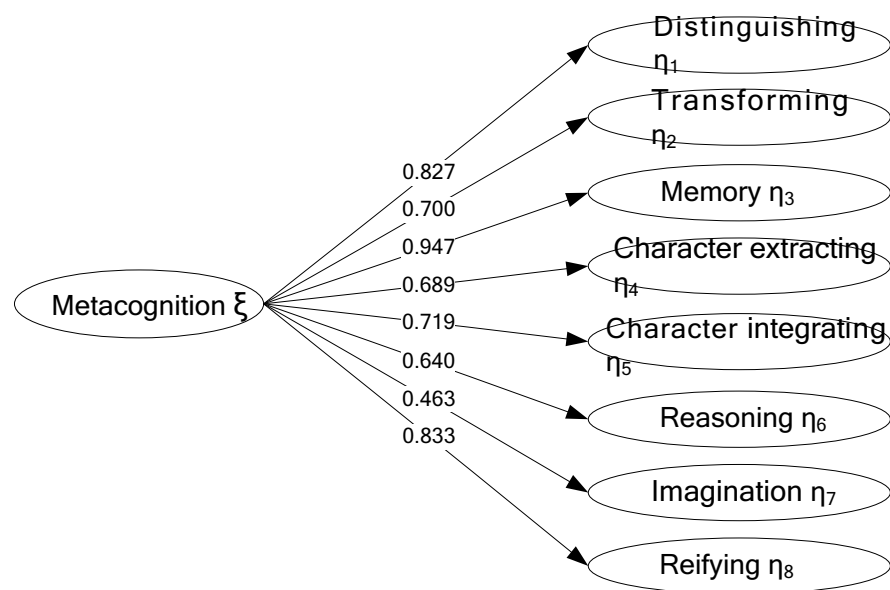 Distinguishing
η₁
Transforming
η₂
0.827
Memory η₃
0.700
0.947
Character extracting
η₄
0.689
Metacognition ξ
0.719
Character integrating
η₅
0.640
0.463
Reasoning η₆
0.833
Imagination η₇
Reifying η₈